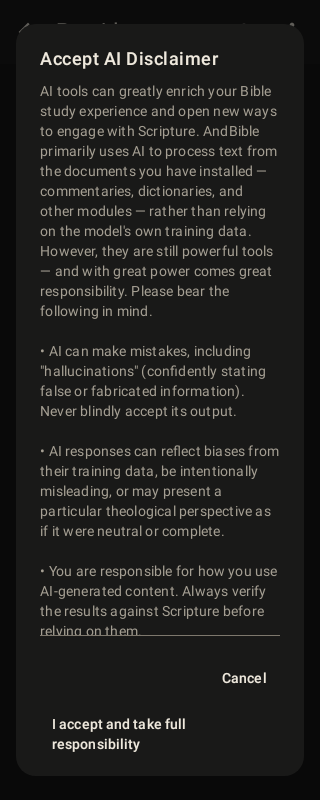 Accept AI Disclaimer
AI tools can greatly enrich your Bible
study experience and open new ways
to engage with Scripture. AndBible
primarily uses AI to process text from
the documents you have installed —
commentaries, dictionaries, and
other modules — rather than relying
on the model's own training data.
However, they are still powerful tools
— and with great power comes great
responsibility. Please bear the
following in mind.
• AI can make mistakes, including
"hallucinations" (confidently stating
false or fabricated information).
Never blindly accept its output.
• AI responses can reflect biases from
their training data, be intentionally
misleading, or may present a
particular theological perspective as
if it were neutral or complete.
• You are responsible for how you use
AI-generated content. Always verify
the results against Scripture before
relying on them.
Cancel
I accept and take full
responsibility